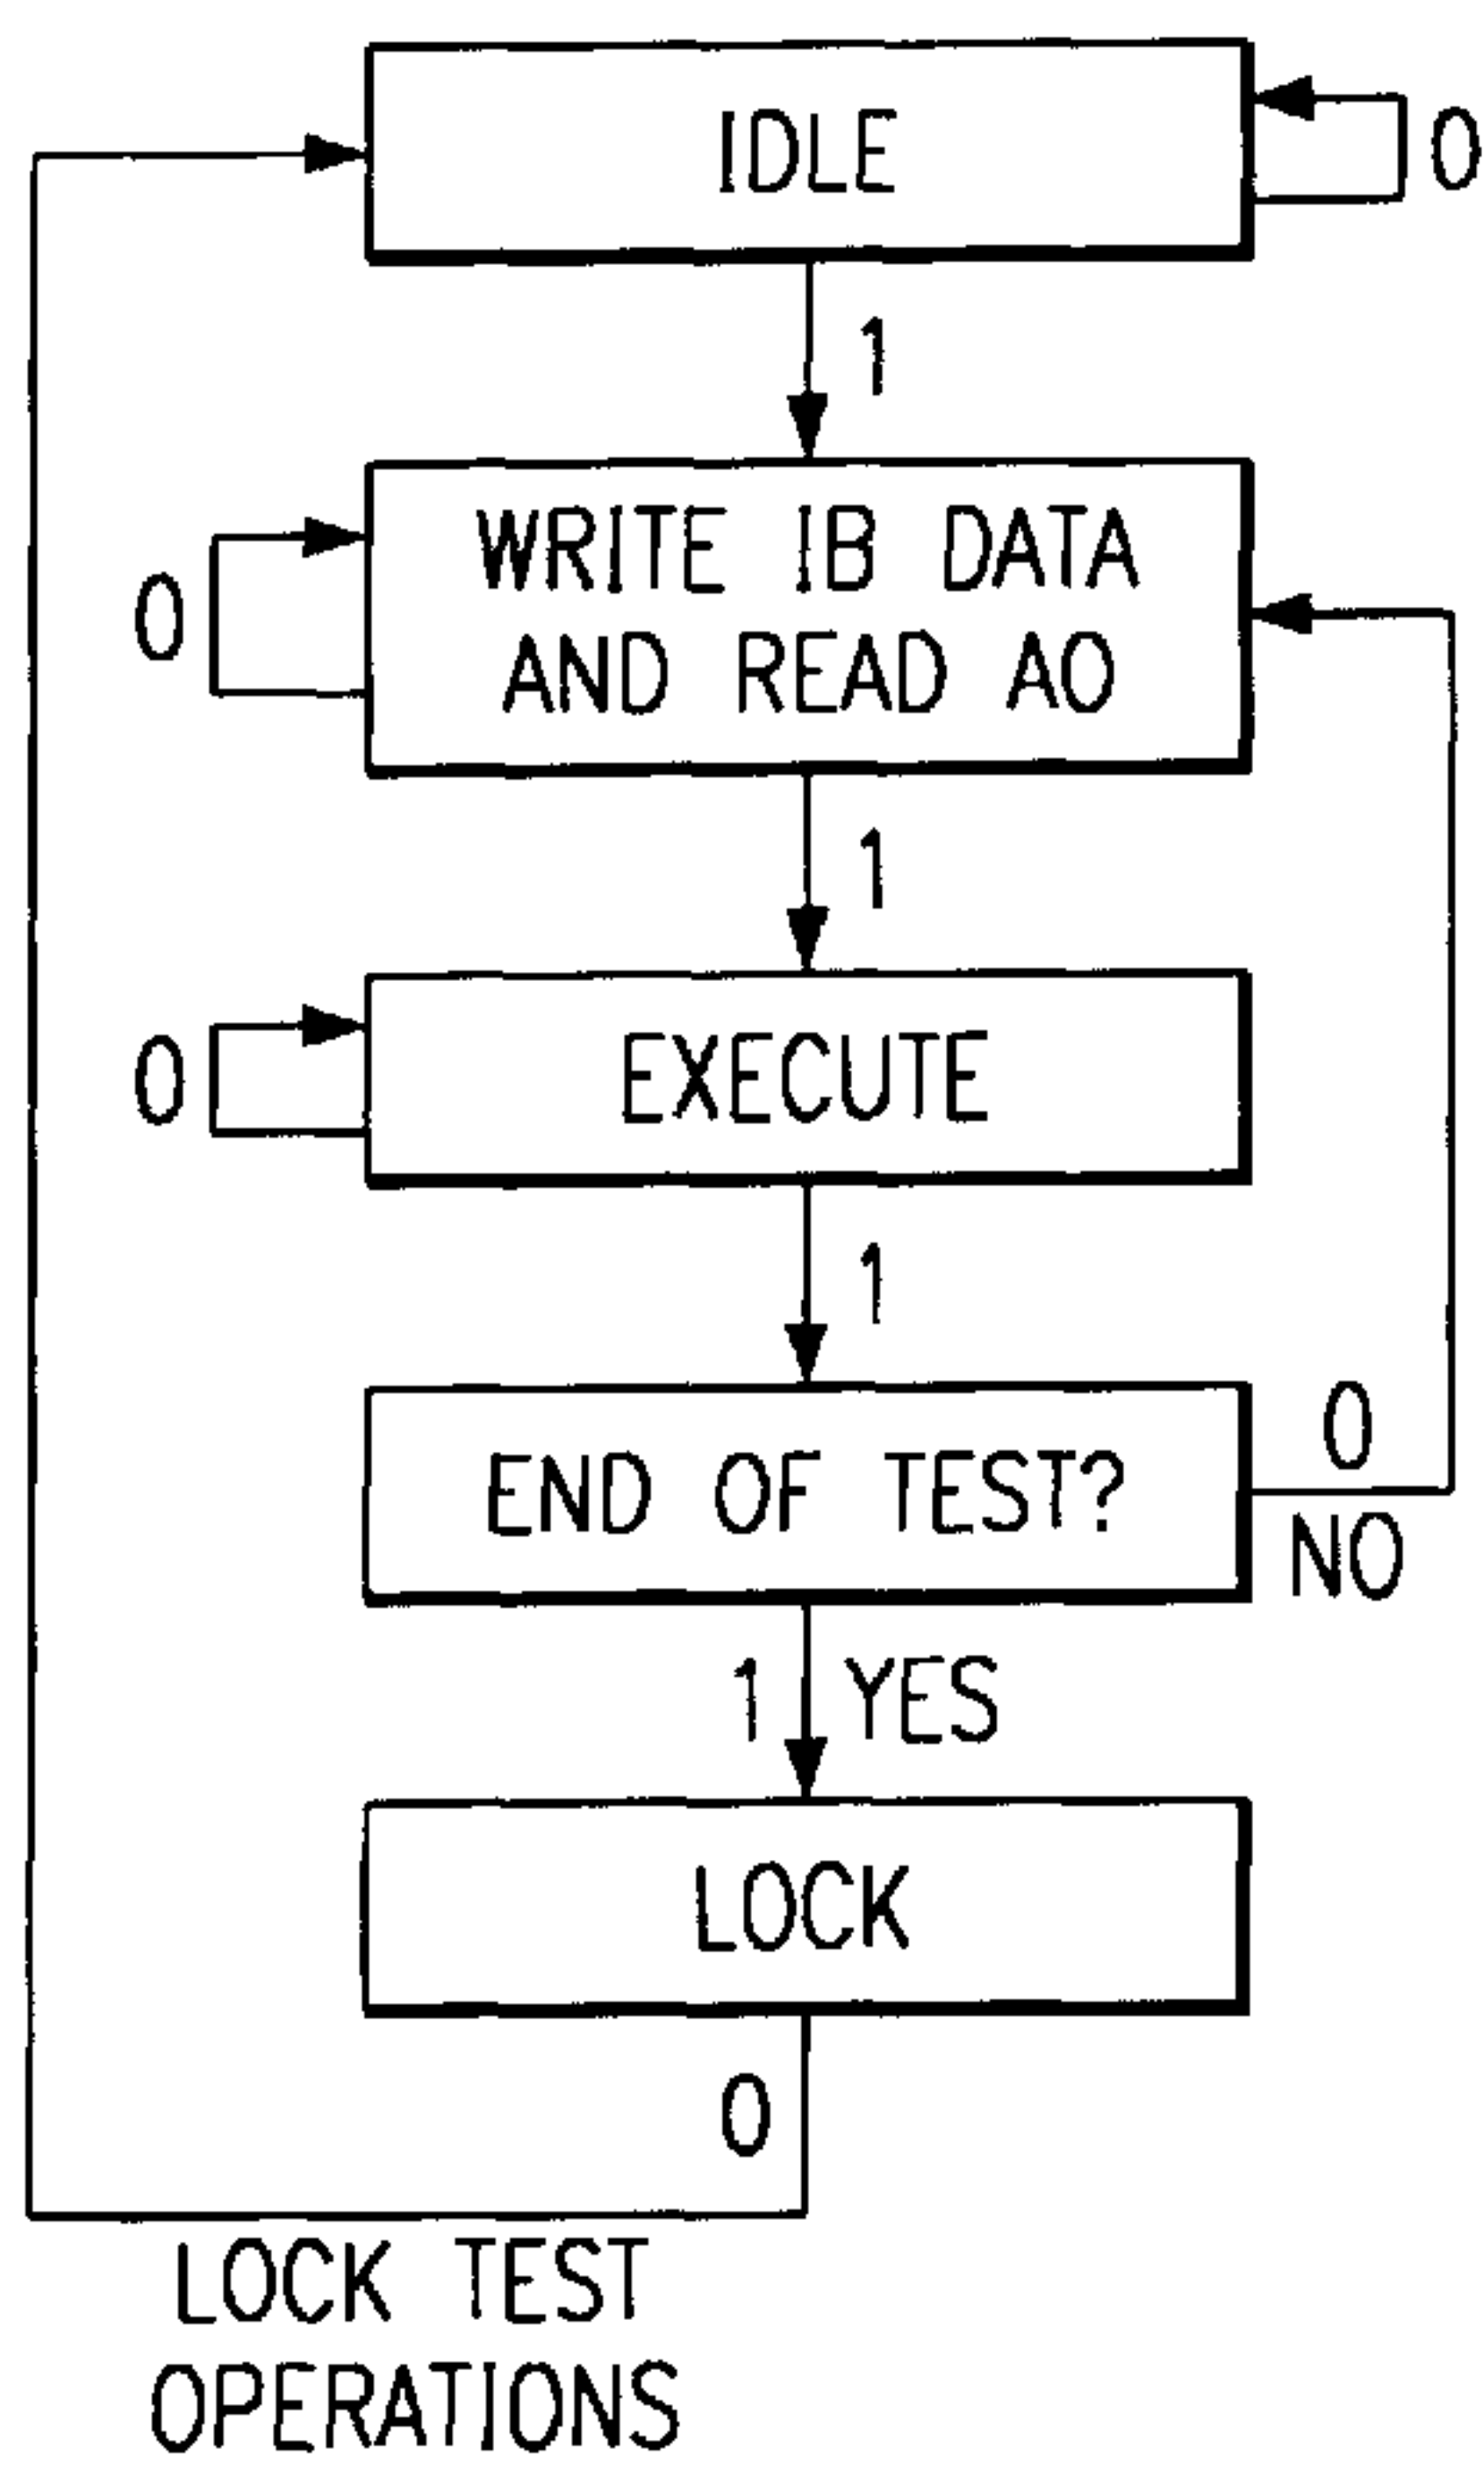 IDLE
0
1
WRITE IB DATA
AND READ AO
0
1
EXECUTE
0
1
END OF TEST?
0
NO
1 YES
LOCK
0
LOCK TEST
OPERATIONS